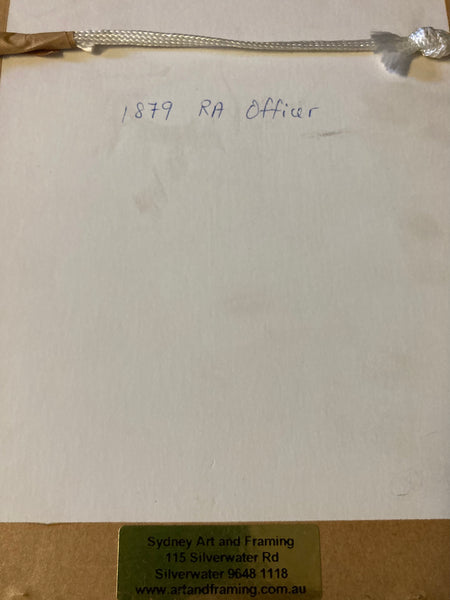 1879 RA Officer
Sydney Art and Framing
115 Silverwater Rd
Silverwater 9648 1118
www.artandframing.com.au